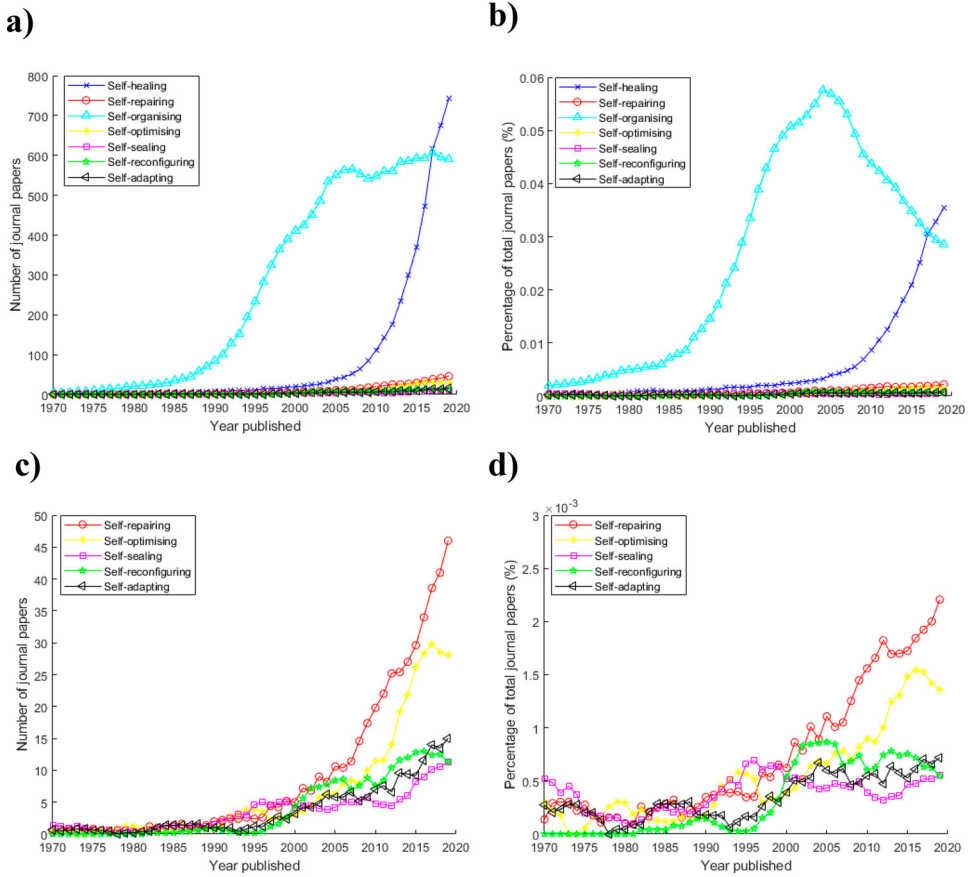 a)
800
700
600
500
400
300
200
100
0
Number of journal papers
Self-healing
Self-repairing
Self-organising
Self-optimising
Self-sealing
Self-reconfiguring
Self-adapting
1970 1975 1980 1985 1990 1995 2000 2005 2010 2015 2020
Year published
b)
0.06
0.05
0.04
0.03
0.02
0.01
0
Percentage of total journal papers (%)
Self-healing
Self-repairing
Self-organising
Self-optimising
Self-sealing
Self-reconfiguring
Self-adapting
1970 1975 1980 1985 1990 1995 2000 2005 2010 2015 2020
Year published
c)
50
45
40
35
30
25
20
15
10
5
0
Number of journal papers
Self-repairing
Self-optimising
Self-sealing
Self-reconfiguring
Self-adapting
1970 1975 1980 1985 1990 1995 2000 2005 2010 2015 2020
Year published
d)
×10⁻³
3
2.5
2
1.5
1
0.5
0
Percentage of total journal papers (%)
Self-repairing
Self-optimising
Self-sealing
Self-reconfiguring
Self-adapting
1970 1975 1980 1985 1990 1995 2000 2005 2010 2015 2020
Year published